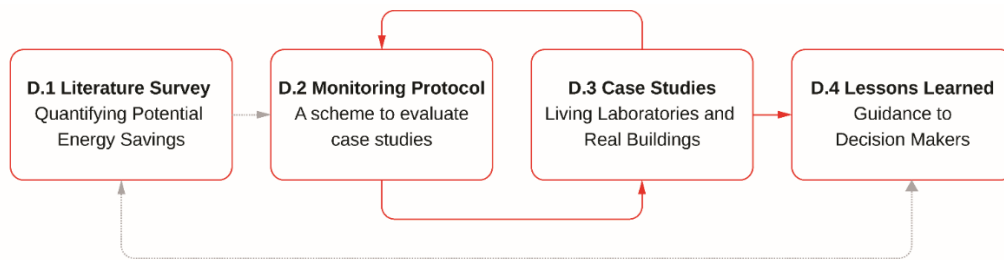 D.1 Literature Survey
Quantifying Potential
Energy Savings
D.2 Monitoring Protocol
A scheme to evaluate
case studies
D.3 Case Studies
Living Laboratories and
Real Buildings
D.4 Lessons Learned
Guidance to
Decision Makers